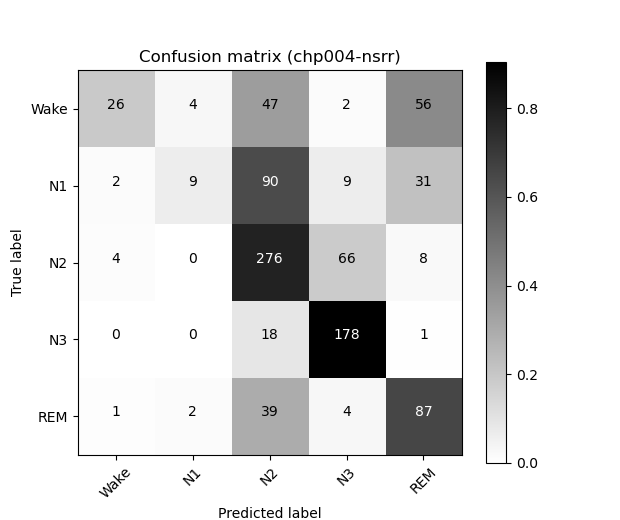 Confusion matrix (chp004-nsrr)
Wake 26 4 47 2 56
N1 2 9 90 9 31
N2 4 0 276 66 8
N3 0 0 18 178 1
REM 1 2 39 4 87
Wake N1 N2 N3 REM
Predicted label
True label
0.8
0.6
0.4
0.2
0.0